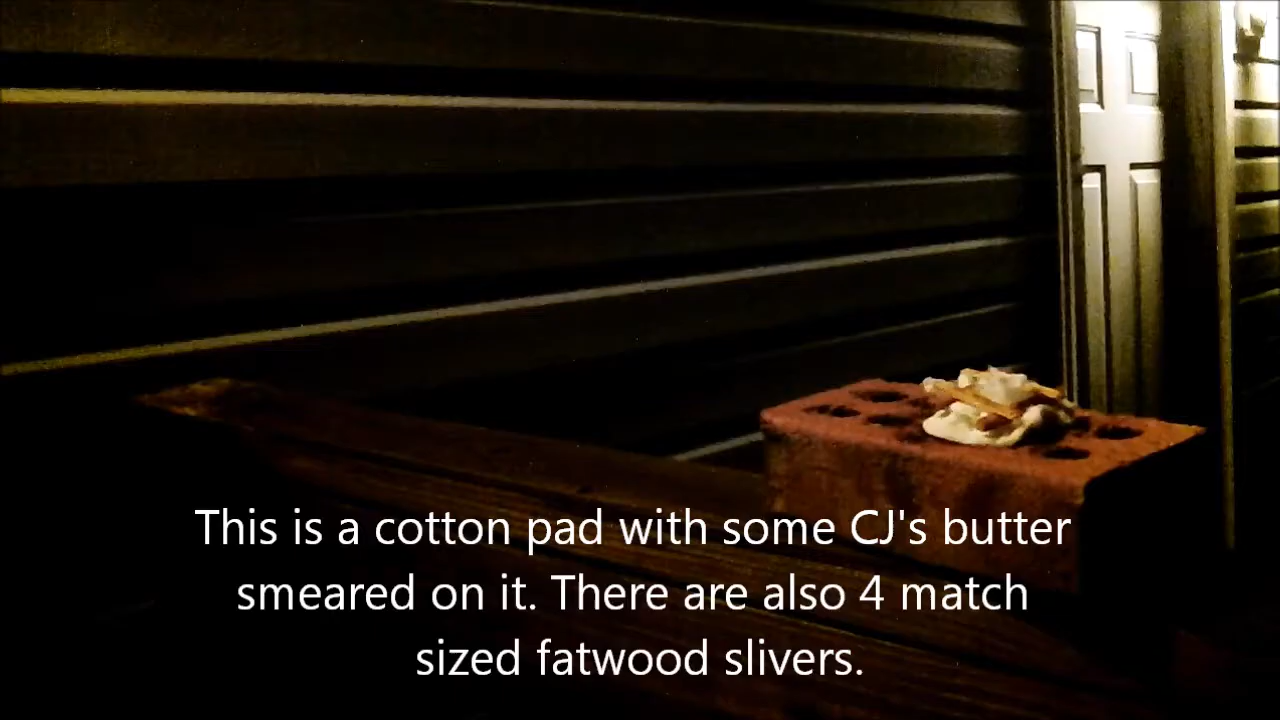 This is a cotton pad with some CJ's butter
smeared on it. There are also 4 match
sized fatwood slivers.